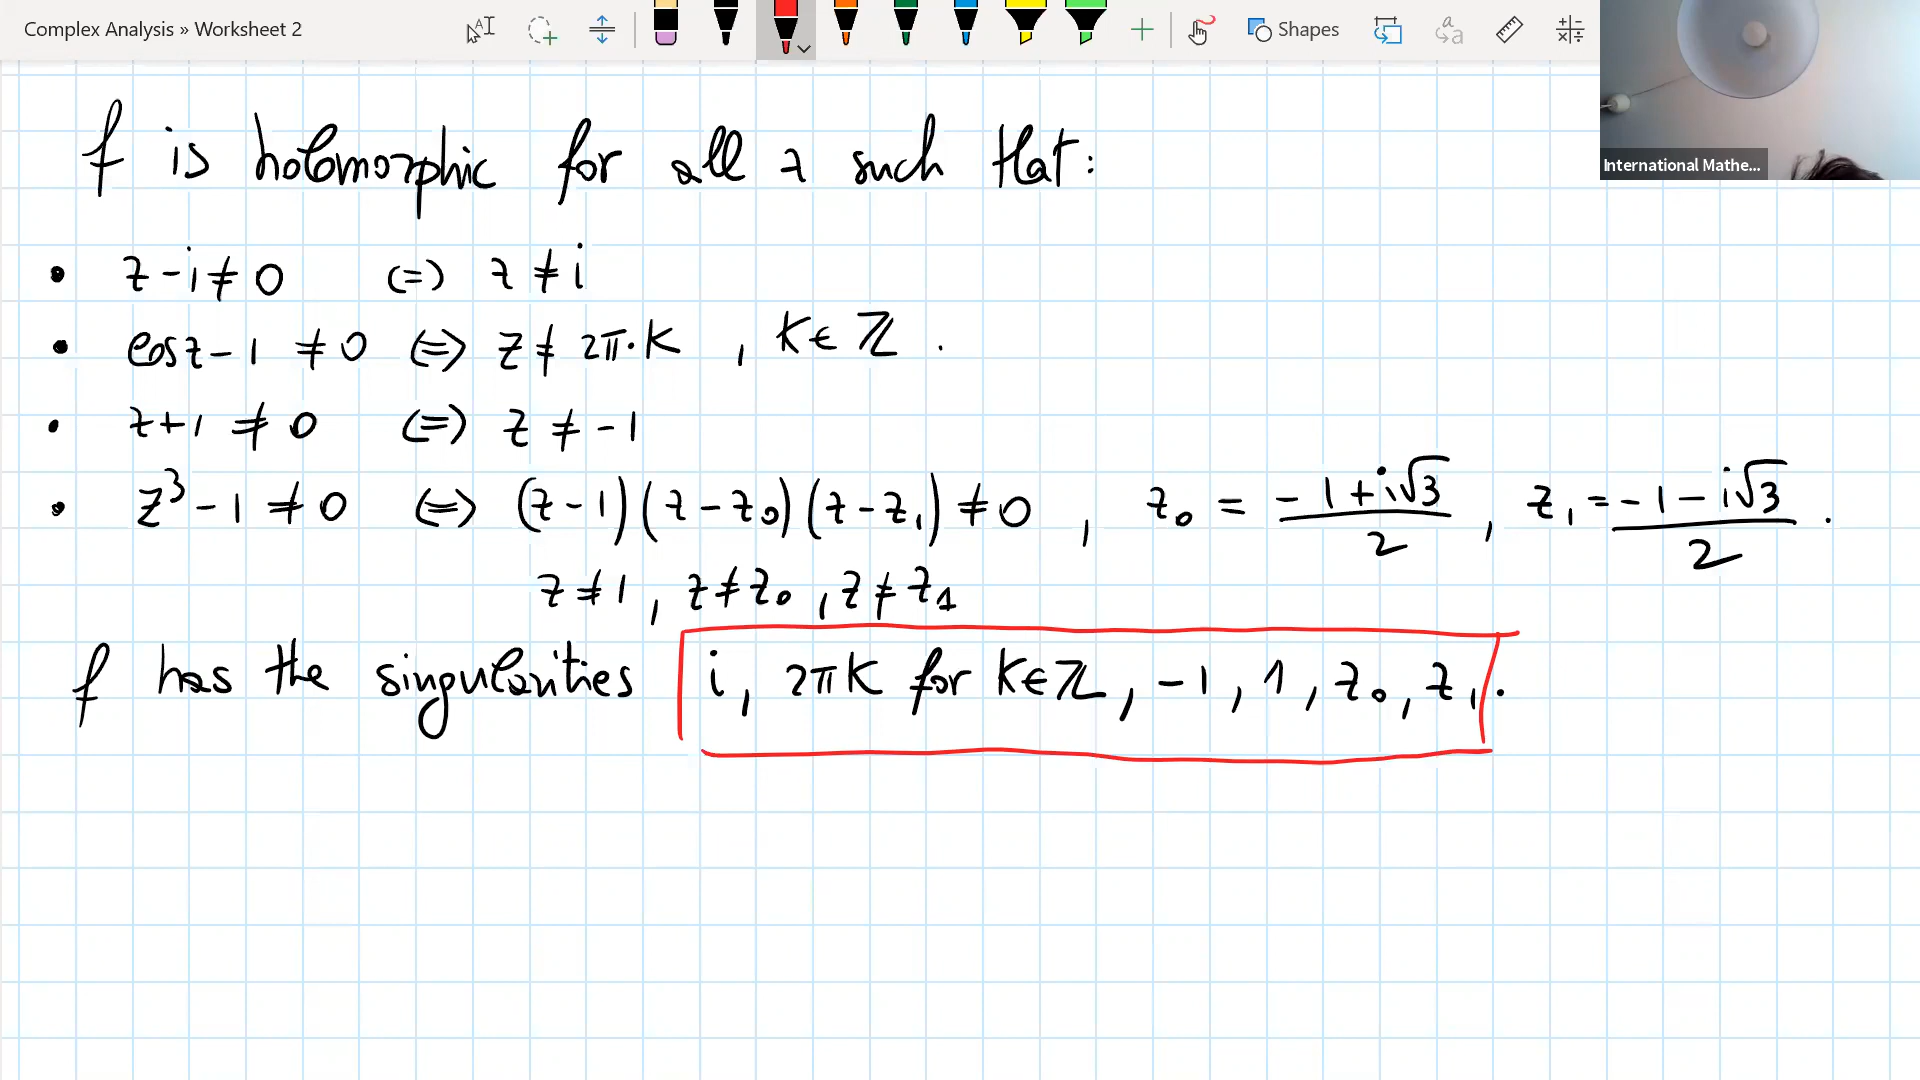 Complex Analysis » Worksheet 2
Shapes
International Mathe...
f is holomorphic for all z such that:
• z - i ≠ 0 (=) z ≠ i
• cos z - 1 ≠ 0 (=) z ≠ 2π·k , k ∈ ℤ .
• z + 1 ≠ 0 (=) z ≠ -1
• z³ - 1 ≠ 0 (=) (z - 1)(z - z₀)(z - z₁) ≠ 0 , z₀ = (-1 + i√3)/2 , z₁ = (-1 - i√3)/2 .
z ≠ 1 , z ≠ z₀ , z ≠ z₁
f has the singularities i, 2πk for k ∈ ℤ, -1, 1, z₀, z₁.